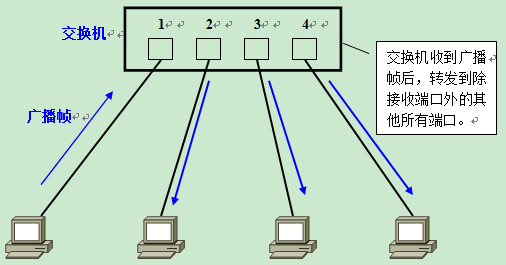 1 2 3 4
交换机
交换机收到广播
帧后，转发到除
接收端口外的其
他所有端口。
广播帧